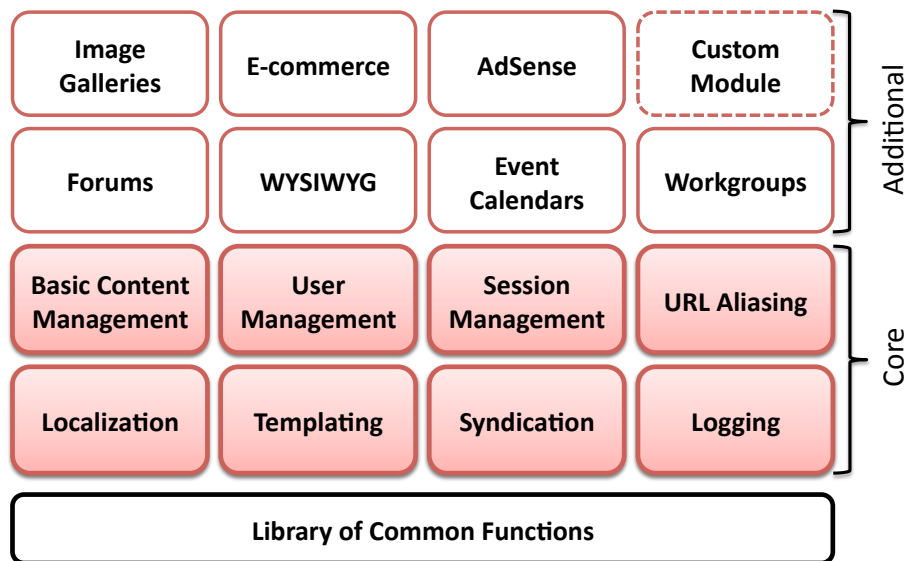 Image
Galleries
E-commerce
AdSense
Custom
Module
Additional
Forums
WYSIWYG
Event
Calendars
Workgroups
Basic Content
Management
User
Management
Session
Management
URL Aliasing
Core
Localization
Templating
Syndication
Logging
Library of Common Functions